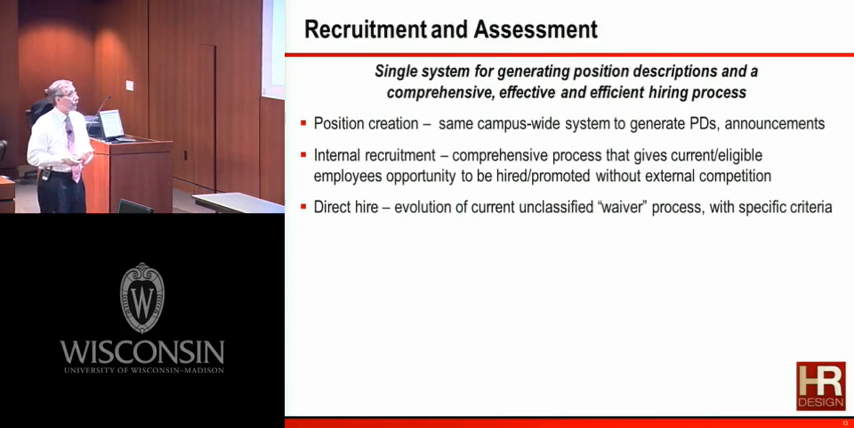 Recruitment and Assessment
Single system for generating position descriptions and a
comprehensive, effective and efficient hiring process
Position creation – same campus-wide system to generate PDs, announcements
Internal recruitment – comprehensive process that gives current/eligible
employees opportunity to be hired/promoted without external competition
Direct hire – evolution of current unclassified “waiver” process, with specific criteria
W
WISCONSIN
UNIVERSITY OF WISCONSIN–MADISON
HR
DESIGN
13